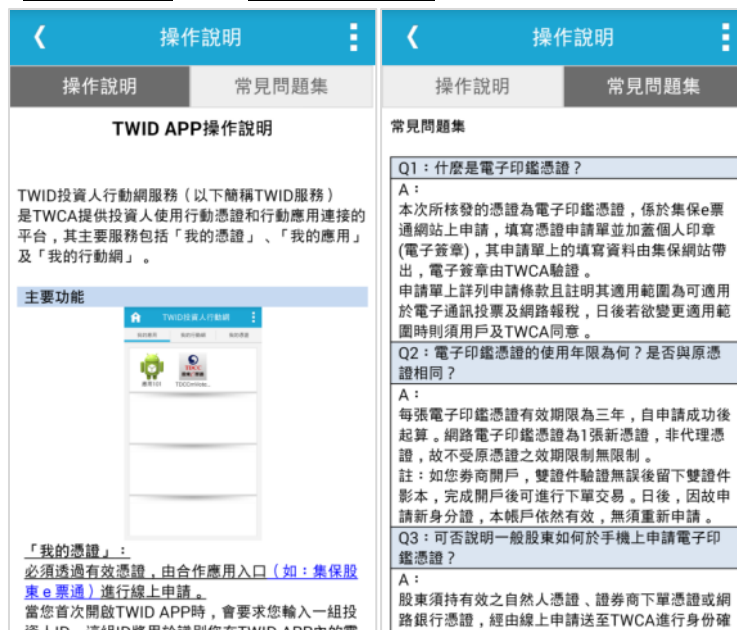 操作說明
操作說明
常見問題集
TWID APP操作說明
TWID投資人行動網服務（以下簡稱TWID服務）
是TWCA提供投資人使用行動憑證和行動應用連接的
平台，其主要服務包括「我的憑證」、「我的應用」
及「我的行動網」。
主要功能
TWID投資人行動網
我的應用
我的行動網
我的憑證
應用101
TDCC
TDCCmVote...
「我的憑證」：
必須透過有效憑證，由合作應用入口（如：集保股
東 e 票通）進行線上申請。
當您首次開啟TWID APP時，會要求您輸入一組投
操作說明
操作說明
常見問題集
常見問題集
Q1：什麼是電子印鑑憑證？
A：
本次所核發的憑證為電子印鑑憑證，係於集保e票
通網站上申請，填寫憑證申請單並加蓋個人印章
(電子簽章)，其申請單上的填寫資料由集保網站帶
出，電子簽章由TWCA驗證。
申請單上詳列申請條款且註明其適用範圍為可適用
於電子通訊投票及網路報稅，日後若欲變更適用範
圍時則須用戶及TWCA同意。
Q2：電子印鑑憑證的使用年限為何？是否與原憑
證相同？
A：
每張電子印鑑憑證有效期限為三年，自申請成功後
起算。網路電子印鑑憑證為1張新憑證，非代理憑
證，故不受原憑證之效期限制無限制。
註：如您券商開戶，雙證件驗證無誤後留下雙證件
影本，完成開戶後可進行下單交易。日後，因故申
請新身分證，本帳戶依然有效，無須重新申請。
Q3：可否說明一般股東如何於手機上申請電子印
鑑憑證？
A：
股東須持有效之自然人憑證、證券商下單憑證或網
路銀行憑證，經由線上申請送至TWCA進行身份確